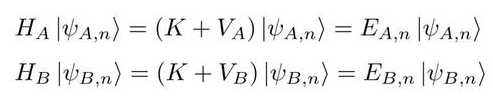 H_A |ψ_{A,n}⟩ = (K + V_A) |ψ_{A,n}⟩ = E_{A,n} |ψ_{A,n}⟩
H_B |ψ_{B,n}⟩ = (K + V_B) |ψ_{B,n}⟩ = E_{B,n} |ψ_{B,n}⟩